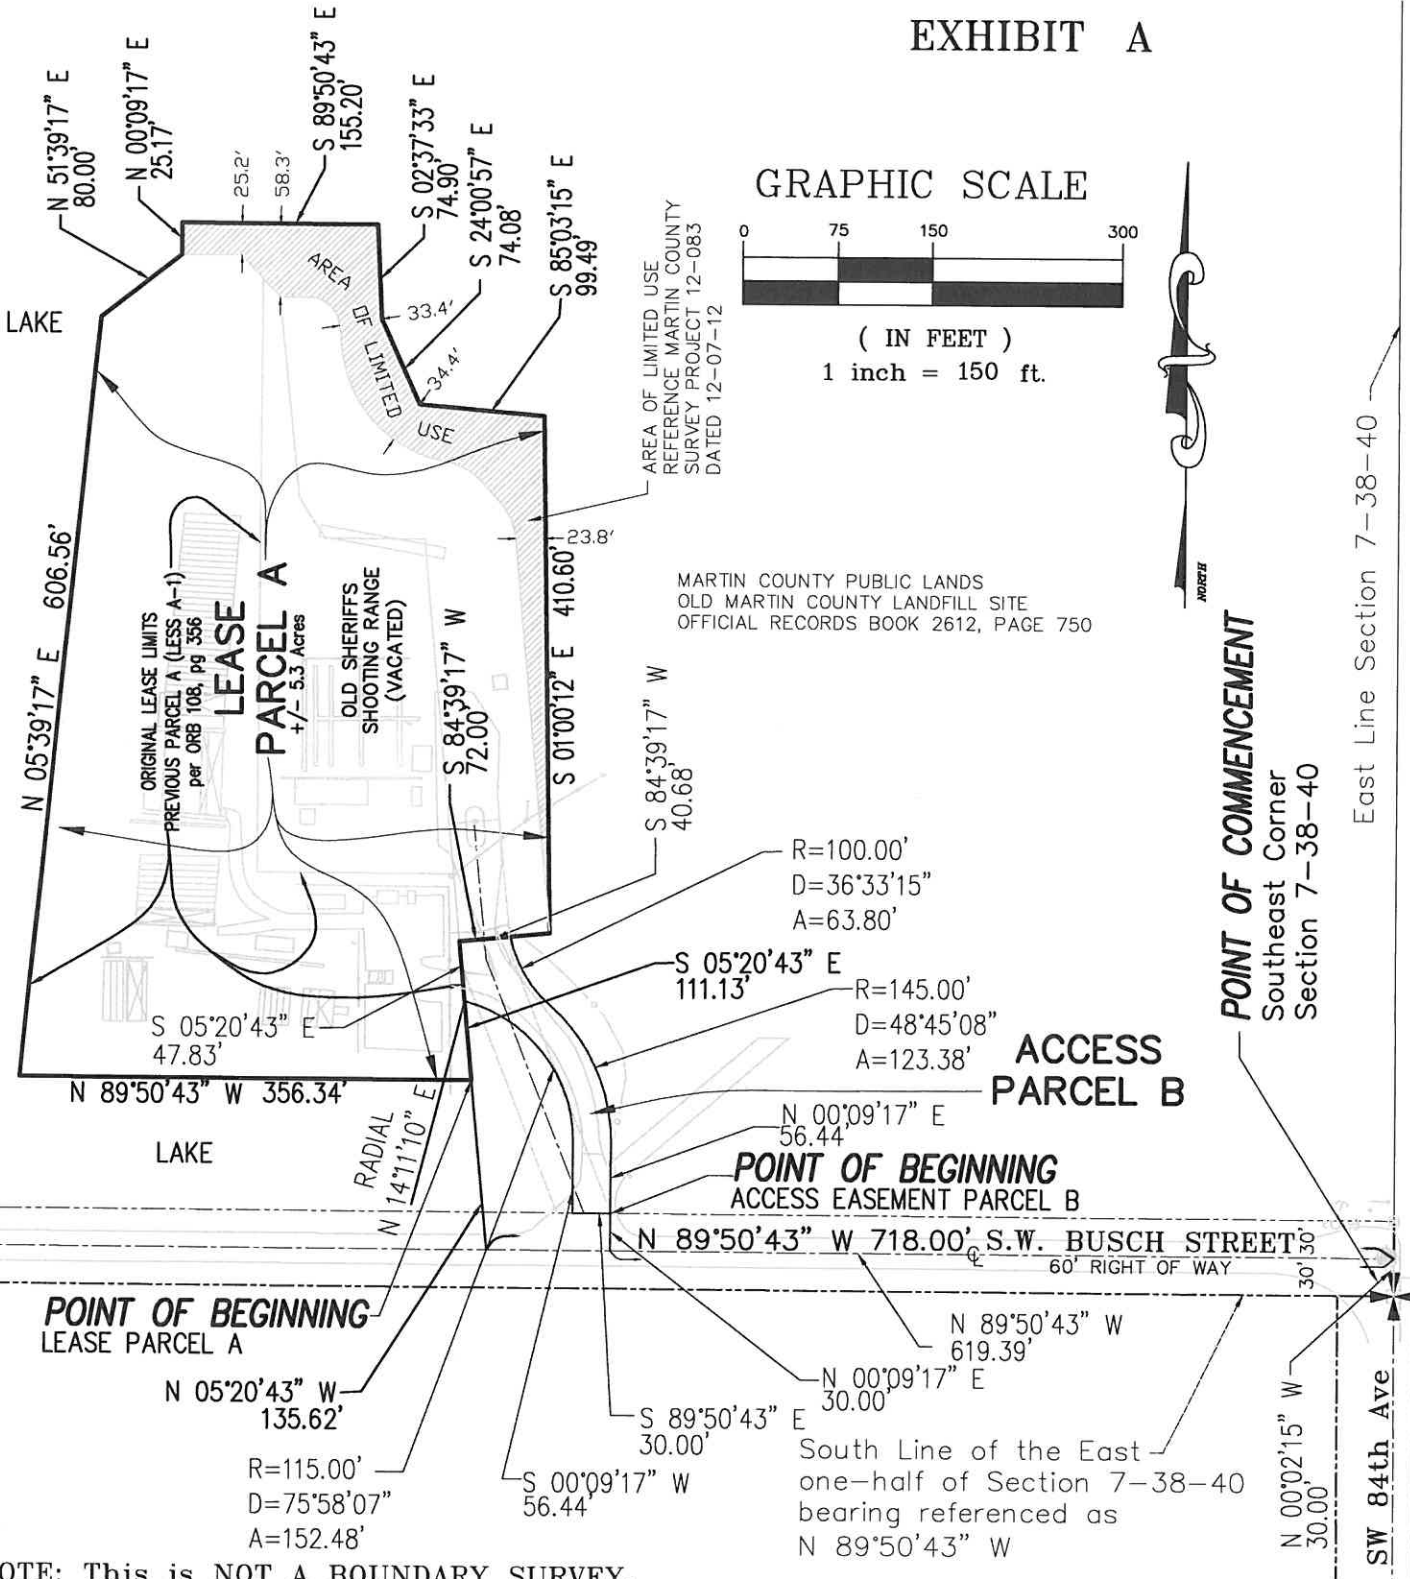 EXHIBIT A
N 51°39'17" E
80.00'
N 00°09'17" E
25.17'
25.2'
58.3'
S 89°50'43" E
155.20'
S 02°37'33" E
74.90'
S 24°00'57" E
74.08'
S 85°03'15" E
99.49'
GRAPHIC SCALE
0 75 150 300
( IN FEET )
1 inch = 150 ft.
LAKE
AREA OF LIMITED USE
33.4'
34.4'
AREA OF LIMITED USE
REFERENCE MARTIN COUNTY
SURVEY PROJECT 12-083
DATED 12-07-12
NORTH
East Line Section 7-38-40
23.8'
N 05°39'17" E 606.56'
ORIGINAL LEASE LIMITS
PREVIOUS PARCEL A (LESS A-1)
per ORB 108, pg 356
LEASE
PARCEL A
+/- 5.3 Acres
OLD SHERIFFS
SHOOTING RANGE
(VACATED)
S 84°39'17" W
72.00'
S 01°00'12" E 410.60'
MARTIN COUNTY PUBLIC LANDS
OLD MARTIN COUNTY LANDFILL SITE
OFFICIAL RECORDS BOOK 2612, PAGE 750
S 84°39'17" W
40.68'
POINT OF COMMENCEMENT
Southeast Corner
Section 7-38-40
R=100.00'
D=36°33'15"
A=63.80'
S 05°20'43" E
111.13'
R=145.00'
D=48°45'08"
A=123.38'
S 05°20'43" E
47.83'
N 89°50'43" W 356.34'
ACCESS
PARCEL B
RADIAL
N 14°11'10" E
N 00°09'17" E
56.44'
LAKE
POINT OF BEGINNING
ACCESS EASEMENT PARCEL B
N 89°50'43" W 718.00' S.W. BUSCH STREET
℄
60' RIGHT OF WAY
30' 30'
POINT OF BEGINNING
LEASE PARCEL A
N 89°50'43" W
619.39'
N 05°20'43" W
135.62'
N 00°09'17" E
30.00'
S 89°50'43" E
30.00'
R=115.00'
D=75°58'07"
A=152.48'
S 00°09'17" W
56.44'
South Line of the East
one-half of Section 7-38-40
bearing referenced as
N 89°50'43" W
N 00°02'15" W
30.00'
SW 84th Ave
OTE: This is NOT A BOUNDARY SURVEY